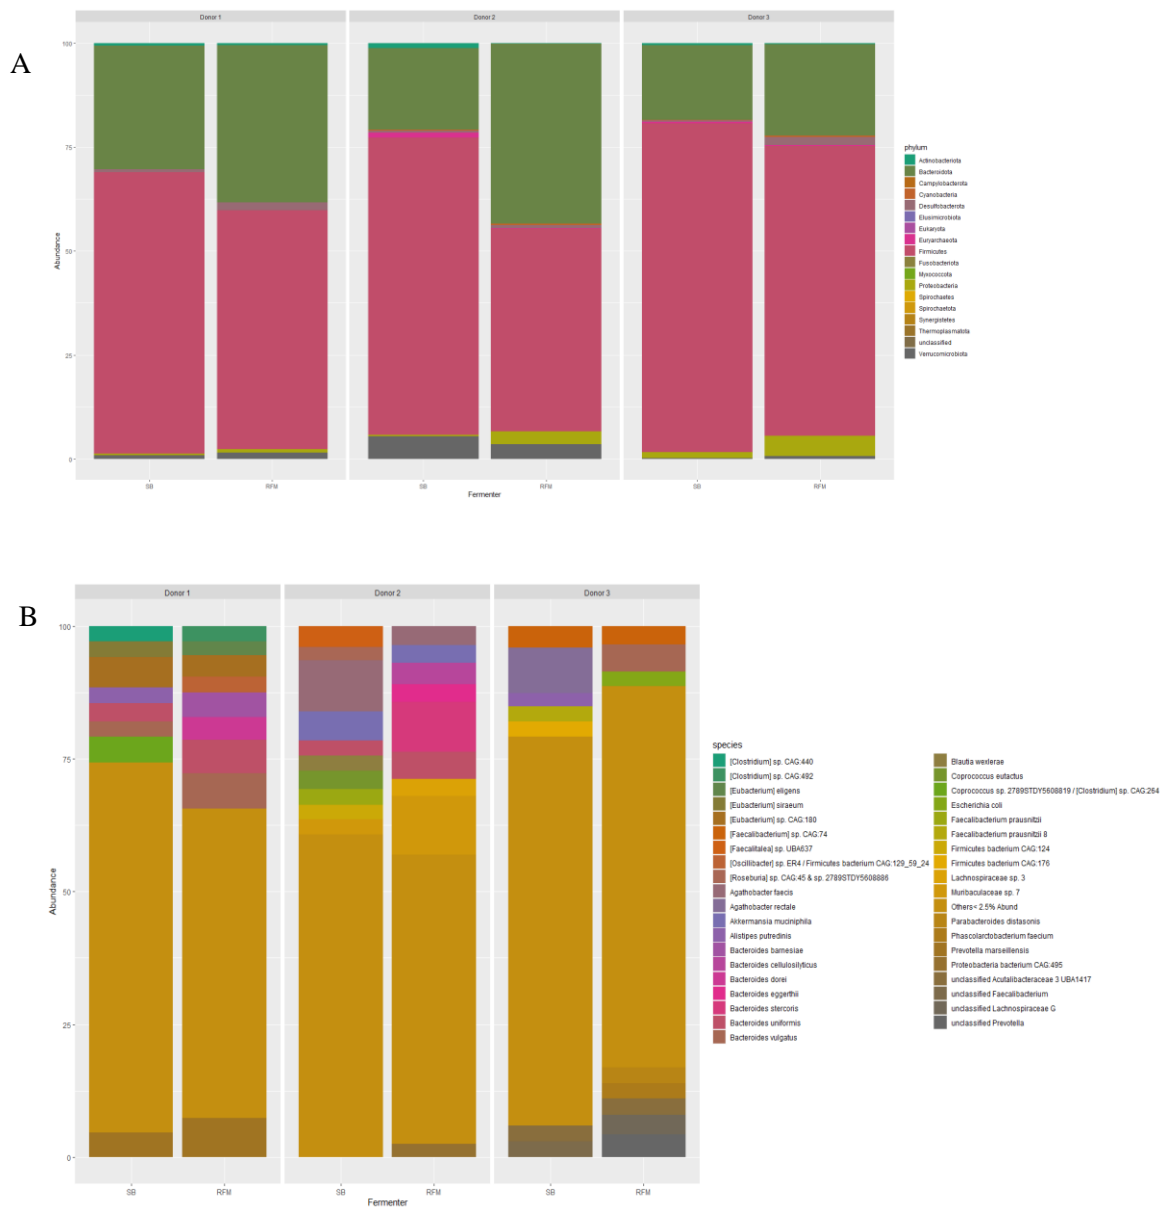 A
Donor 1
Donor 2
Donor 3
100
75
50
25
0
Abundance
SB
RFM
SB
RFM
SB
RFM
Fermenter
phylum
Actinobacteriota
Bacteroidota
Campylobacterota
Cyanobacteria
Desulfobacterota
Elusimicrobiota
Eukaryota
Euryarchaeota
Firmicutes
Fusobacteriota
Myxococcota
Proteobacteria
Spirochaetes
Spirochaetota
Synergistetes
Thermoplasmatota
unclassified
Verrucomicrobiota
B
Donor 1
Donor 2
Donor 3
100
75
50
25
0
Abundance
SB
RFM
SB
RFM
SB
RFM
Fermenter
species
[Clostridium] sp. CAG:440
[Clostridium] sp. CAG:492
[Eubacterium] eligens
[Eubacterium] siraeum
[Eubacterium] sp. CAG:180
[Faecalibacterium] sp. CAG:74
[Faecalitalea] sp. UBA637
[Oscillibacter] sp. ER4 / Firmicutes bacterium CAG:129_59_24
[Roseburia] sp. CAG:45 & sp. 2789STDY5608886
Agathobacter faecis
Agathobacter rectale
Akkermansia muciniphila
Alistipes putredinis
Bacteroides barnesiae
Bacteroides cellulosilyticus
Bacteroides dorei
Bacteroides eggerthii
Bacteroides stercoris
Bacteroides uniformis
Bacteroides vulgatus
Blautia wexlerae
Coprococcus eutactus
Coprococcus sp. 2789STDY5608819 / [Clostridium] sp. CAG:264
Escherichia coli
Faecalibacterium prausnitzii
Faecalibacterium prausnitzii 8
Firmicutes bacterium CAG:124
Firmicutes bacterium CAG:176
Lachnospiraceae sp. 3
Muribaculaceae sp. 7
Others< 2.5% Abund
Parabacteroides distasonis
Phascolarctobacterium faecium
Prevotella marseillensis
Proteobacteria bacterium CAG:495
unclassified Acutalibacteraceae 3 UBA1417
unclassified Faecalibacterium
unclassified Lachnospiraceae G
unclassified Prevotella